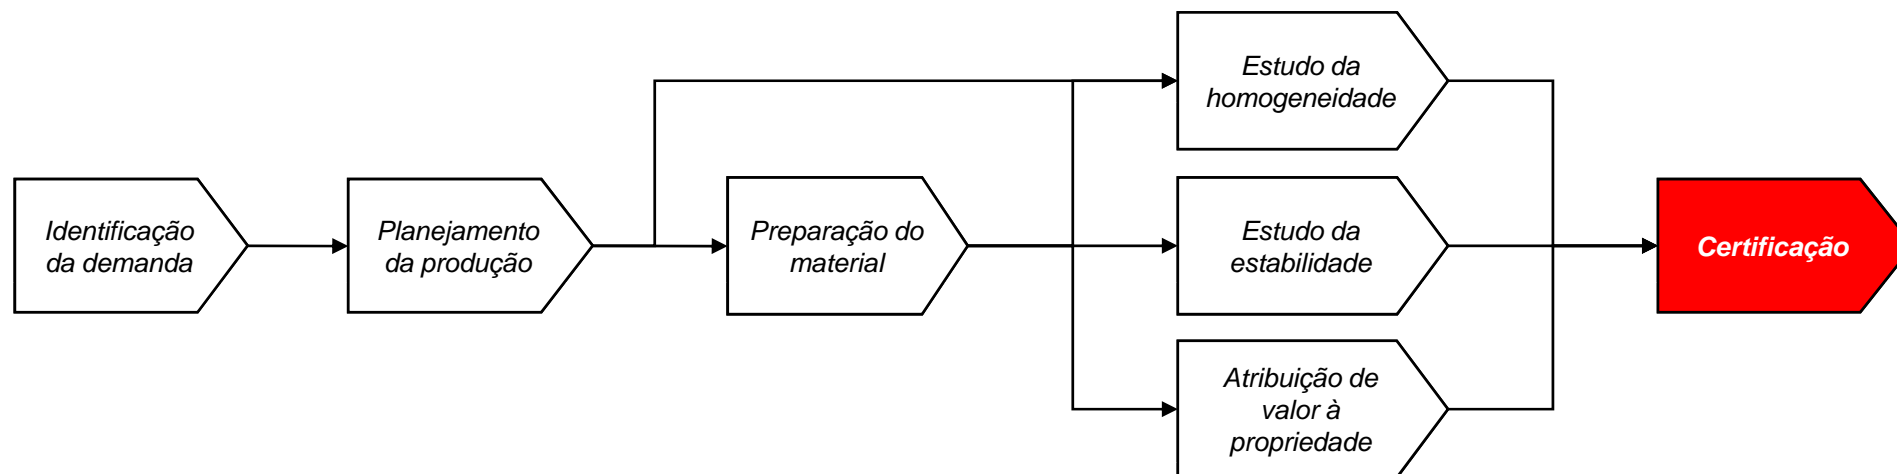 Identificação
da demanda
Planejamento
da produção
Preparação do
material
Estudo da
homogeneidade
Estudo da
estabilidade
Atribuição de
valor à
propriedade
Certificação